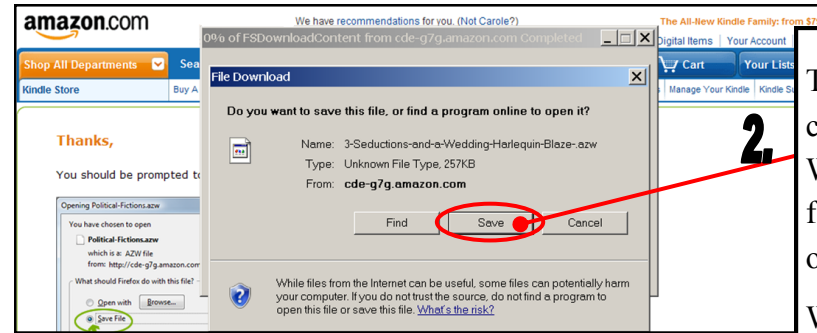 amazon.com
We have recommendations for you. (Not Carole?)
The All-New Kindle Family: from
0% of FSDownloadContent from cde-g7g.amazon.com Completed
Digital Items | Your Account
Shop All Departments
Sea
Cart
Your Lists
Kindle Store
Buy A
Manage Your Kindle
Kindle Su
File Download
Do you want to save this file, or find a program online to open it?
Name: 3-Seductions-and-a-Wedding-Harlequin-Blaze-.azw
Type: Unknown File Type, 257KB
From: cde-g7g.amazon.com
Find
Save
Cancel
While files from the Internet can be useful, some files can potentially harm
your computer. If you do not trust the source, do not find a program to
open this file or save this file. What's the risk?
Thanks,
You should be prompted to
Opening Political-Fictions.azw
You have chosen to open
Political-Fictions.azw
which is a: AZW file
from: http://cde-g7g.amazon.com
What should Firefox do with this file?
Open with
Browse...
Save File
2.
T
c
W
f
o
W